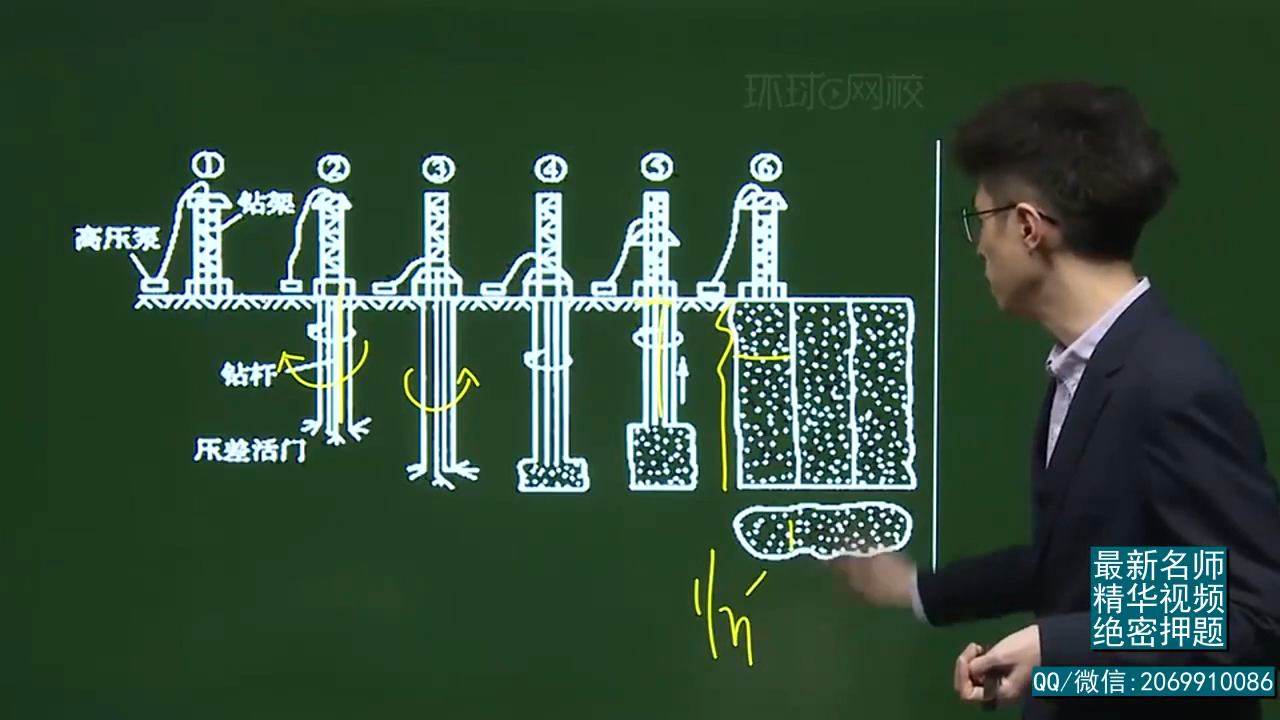 环球网校
① ② ③ ④ ⑤ ⑥
钻架
高压泵
钻杆
压差活门
最新名师
精华视频
绝密押题
QQ/微信:2069910086